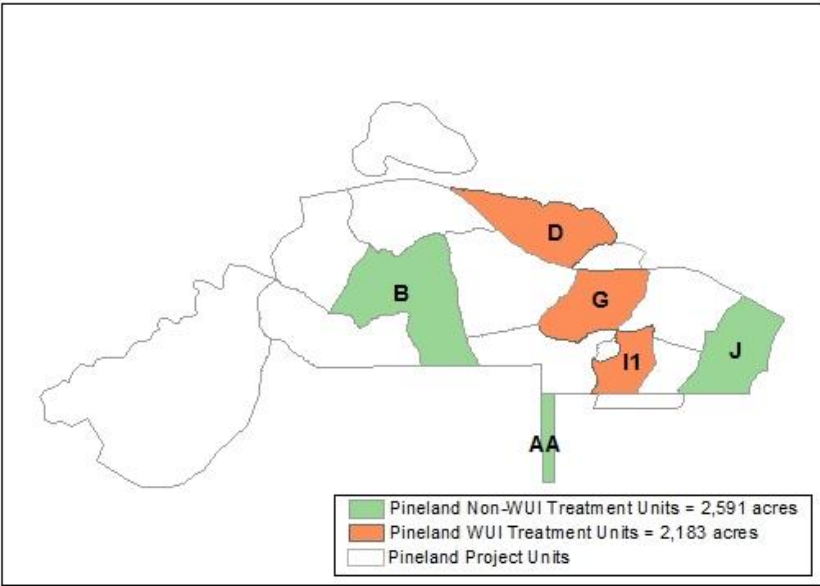 D
B
G
J
I1
AA
Pineland Non-WUI Treatment Units = 2,591 acres
Pineland WUI Treatment Units = 2,183 acres
Pineland Project Units